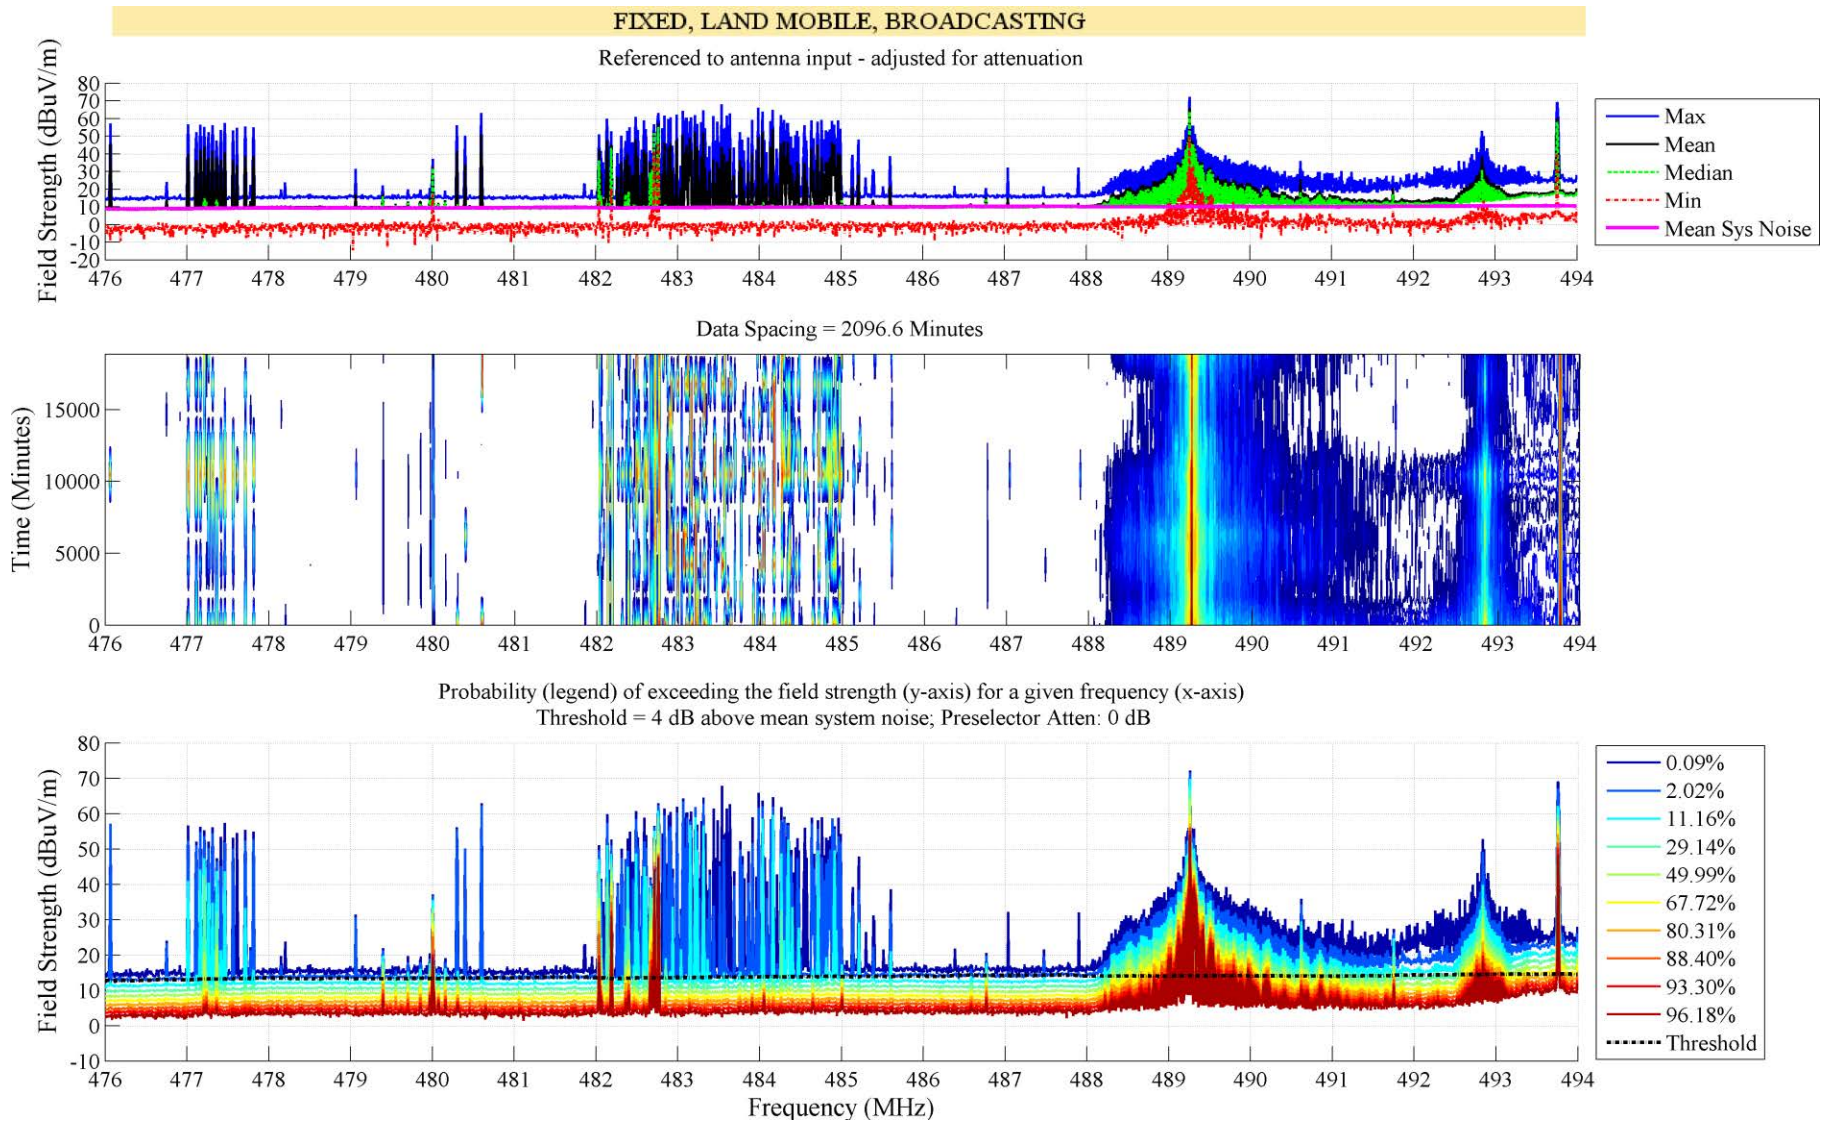 FIXED, LAND MOBILE, BROADCASTING
Referenced to antenna input - adjusted for attenuation
Field Strength (dBuV/m)
80
70
60
50
40
30
20
10
0
-10
-20
476 477 478 479 480 481 482 483 484 485 486 487 488 489 490 491 492 493 494
Max
Mean
Median
Min
Mean Sys Noise
Data Spacing = 2096.6 Minutes
Time (Minutes)
15000
10000
5000
0
476 477 478 479 480 481 482 483 484 485 486 487 488 489 490 491 492 493 494
Probability (legend) of exceeding the field strength (y-axis) for a given frequency (x-axis)
Threshold = 4 dB above mean system noise; Preselector Atten: 0 dB
Field Strength (dBuV/m)
80
70
60
50
40
30
20
10
0
-10
476 477 478 479 480 481 482 483 484 485 486 487 488 489 490 491 492 493 494
Frequency (MHz)
0.09%
2.02%
11.16%
29.14%
49.99%
67.72%
80.31%
88.40%
93.30%
96.18%
Threshold